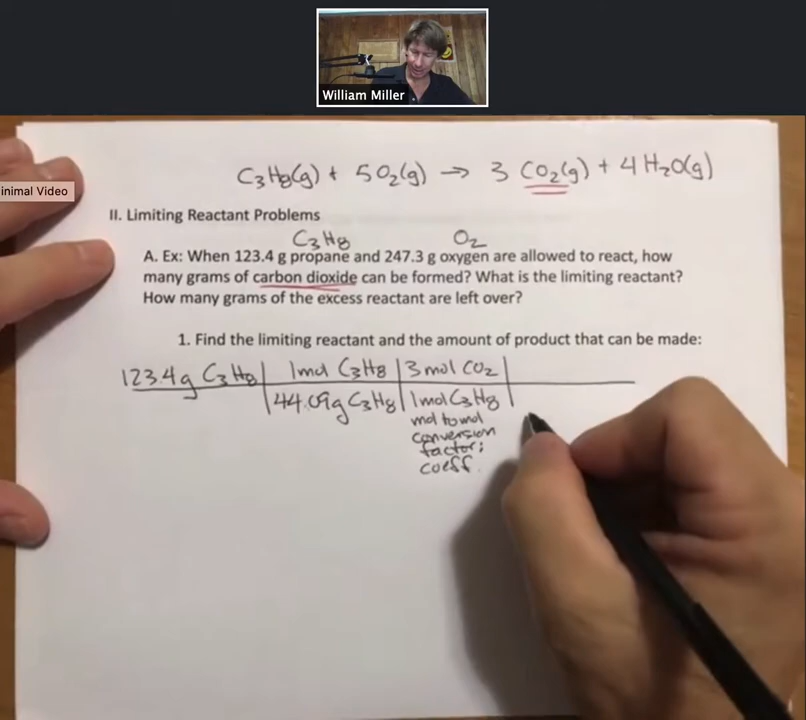 William Miller
inimal Video
C3H8(g) + 5O2(g) → 3 CO2(g) + 4H2O(g)
II. Limiting Reactant Problems
C3H8 O2
A. Ex: When 123.4 g propane and 247.3 g oxygen are allowed to react, how
many grams of carbon dioxide can be formed? What is the limiting reactant?
How many grams of the excess reactant are left over?
1. Find the limiting reactant and the amount of product that can be made:
123.4g C3H8 | 1mol C3H8 | 3mol CO2 |
| 44.09g C3H8 | 1mol C3H8 |
mol to mol
conversion
factor:
coeff.